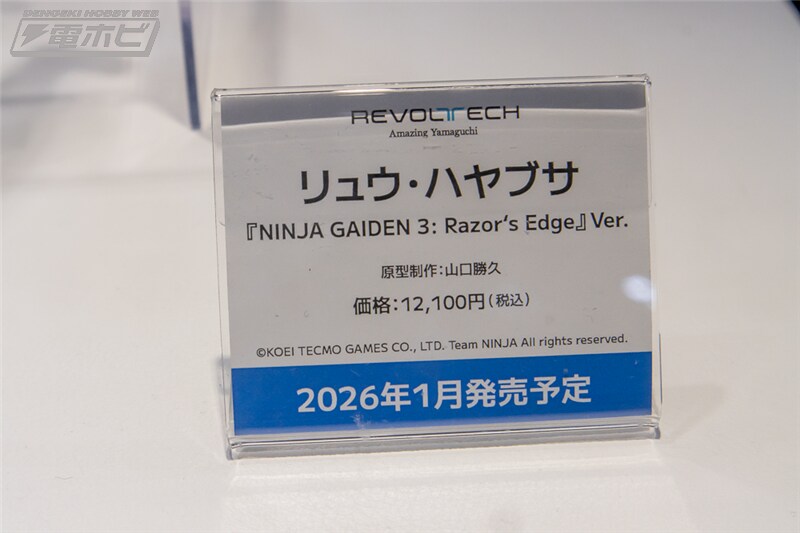 DENGEKI HOBBY WEB
電ホビ
REVOLTECH
Amazing Yamaguchi
リュウ・ハヤブサ
『NINJA GAIDEN 3: Razor‘s Edge』Ver.
原型制作：山口勝久
価格：12,100円（税込）
©KOEI TECMO GAMES CO., LTD. Team NINJA All rights reserved.
2026年1月発売予定